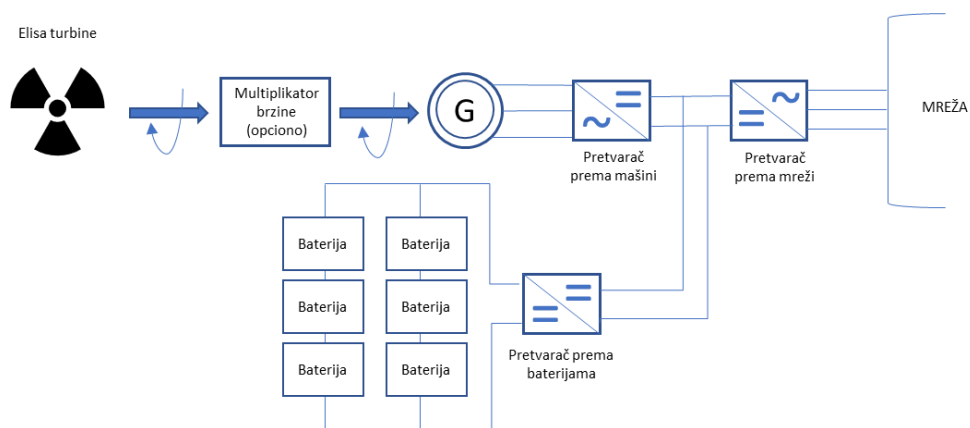 Elisa turbine
Multiplikator
brzine
(opciono)
G
MREŽA
Pretvarač
prema mašini
Pretvarač
prema mreži
Baterija
Baterija
Baterija
Baterija
Baterija
Baterija
Pretvarač prema
baterijama